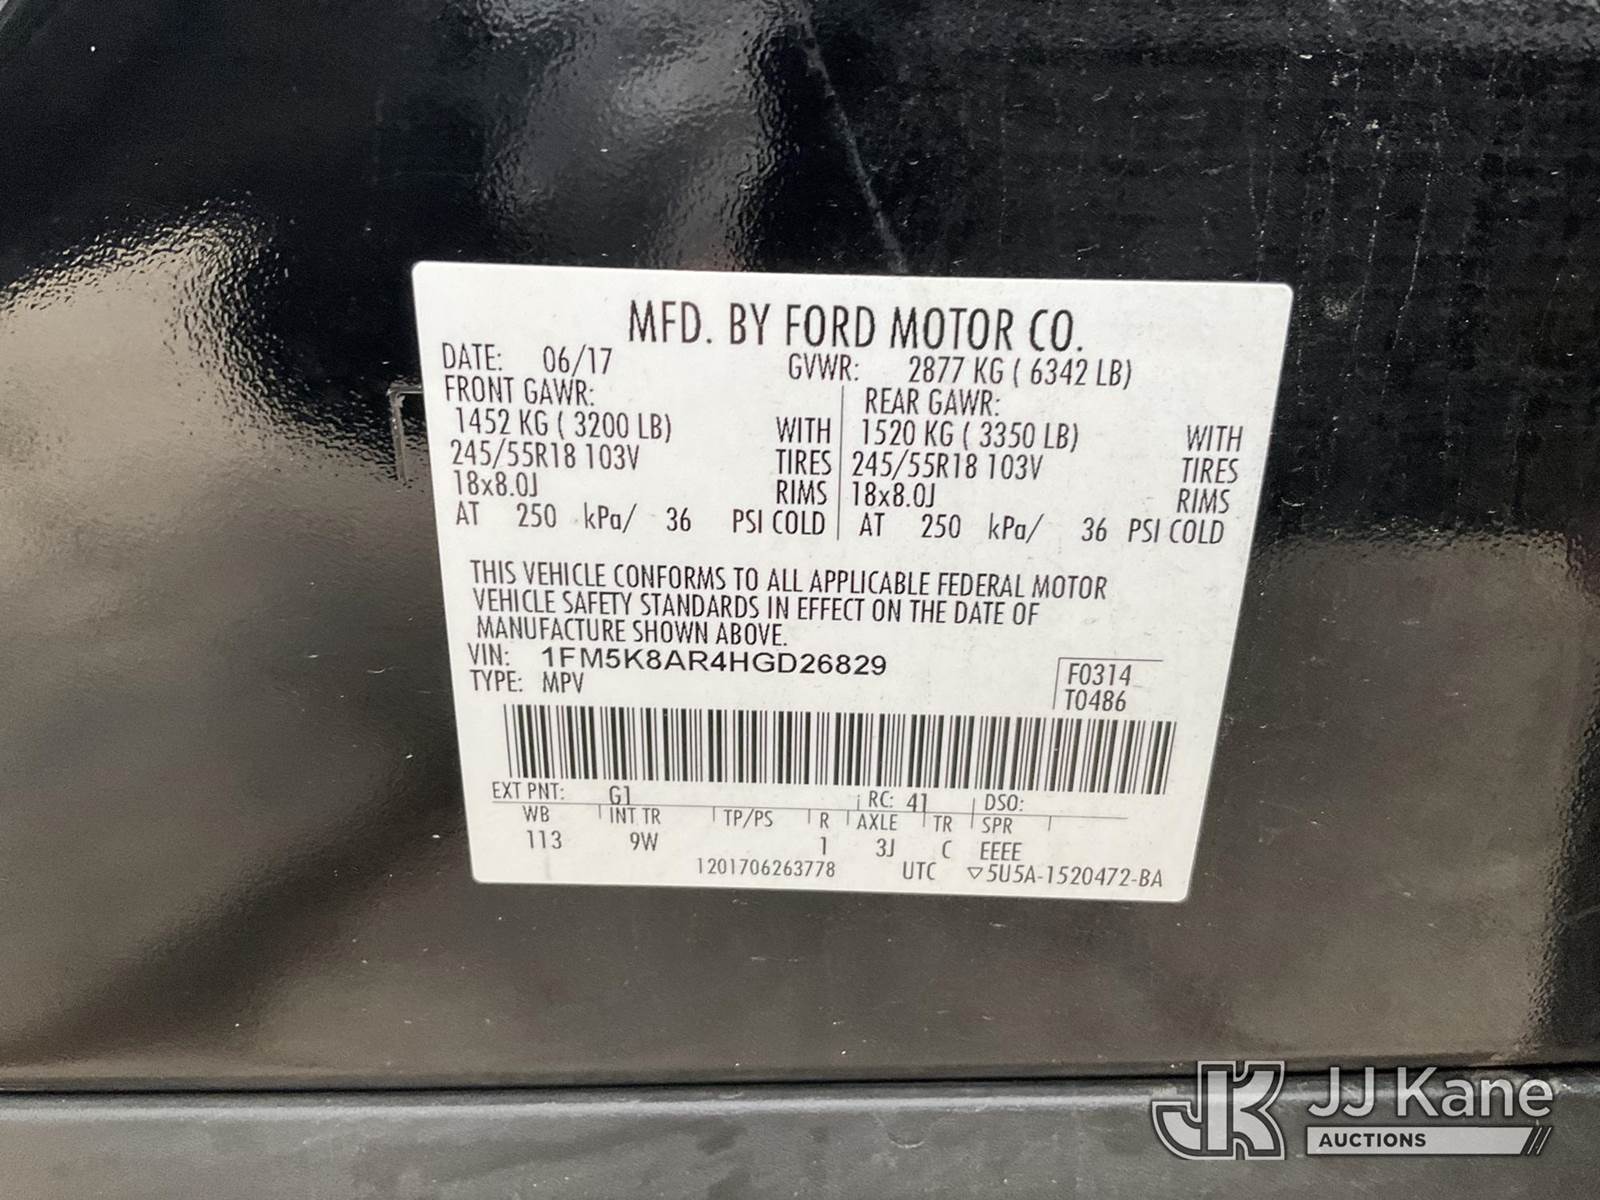 MFD. BY FORD MOTOR CO.
DATE: 06/17 GVWR: 2877 KG ( 6342 LB)
FRONT GAWR: REAR GAWR:
1452 KG ( 3200 LB) WITH 1520 KG ( 3350 LB) WITH
245/55R18 103V TIRES 245/55R18 103V TIRES
18x8.0J RIMS 18x8.0J RIMS
AT 250 kPa/ 36 PSI COLD AT 250 kPa/ 36 PSI COLD
THIS VEHICLE CONFORMS TO ALL APPLICABLE FEDERAL MOTOR
VEHICLE SAFETY STANDARDS IN EFFECT ON THE DATE OF
MANUFACTURE SHOWN ABOVE.
VIN: 1FM5K8AR4HGD26829
TYPE: MPV
F0314
T0486
EXT PNT: G1 RC: 41 DSO:
WB INT TR TP/PS R AXLE TR SPR
113 9W 1 3J C EEEE
1201706263778 UTC ▽5U5A-1520472-BA
JK JJ Kane
AUCTIONS